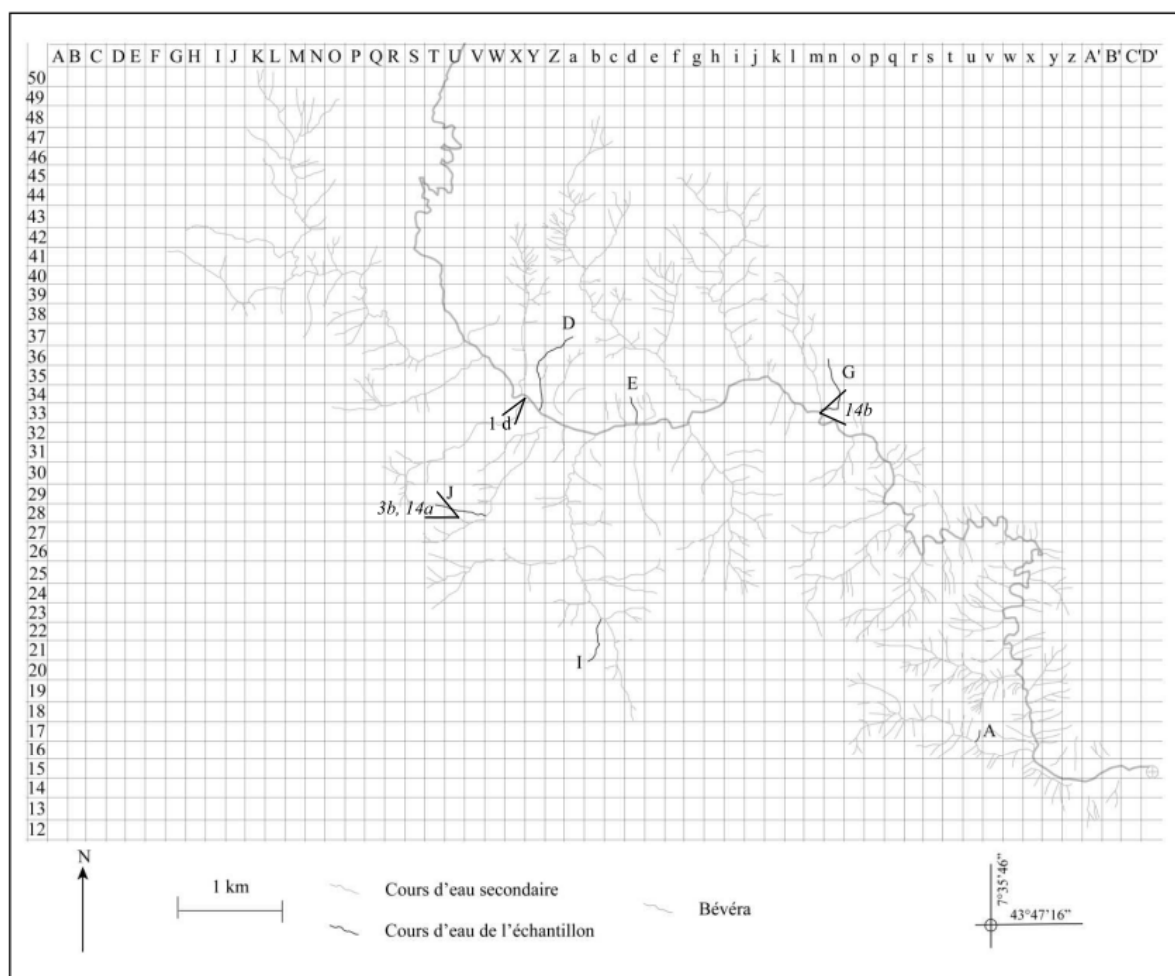 A B C D E F G H I J K L M N O P Q R S T U V W X Y Z a b c d e f g h i j k l m n o p q r s t u v w x y z A' B' C' D'
50
49
48
47
46
45
44
43
42
41
40
39
38
37
36
35
34
33
32
31
30
29
28
27
26
25
24
23
22
21
20
19
18
17
16
15
14
13
12
D
E
G
14b
1 d
J
3b, 14a
I
A
N
1 km
Cours d'eau secondaire
Cours d'eau de l'échantillon
Bévéra
7°35'46"
43°47'16"